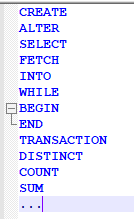 CREATE
ALTER
SELECT
FETCH
INTO
WHILE
BEGIN
END
TRANSACTION
DISTINCT
COUNT
SUM
...